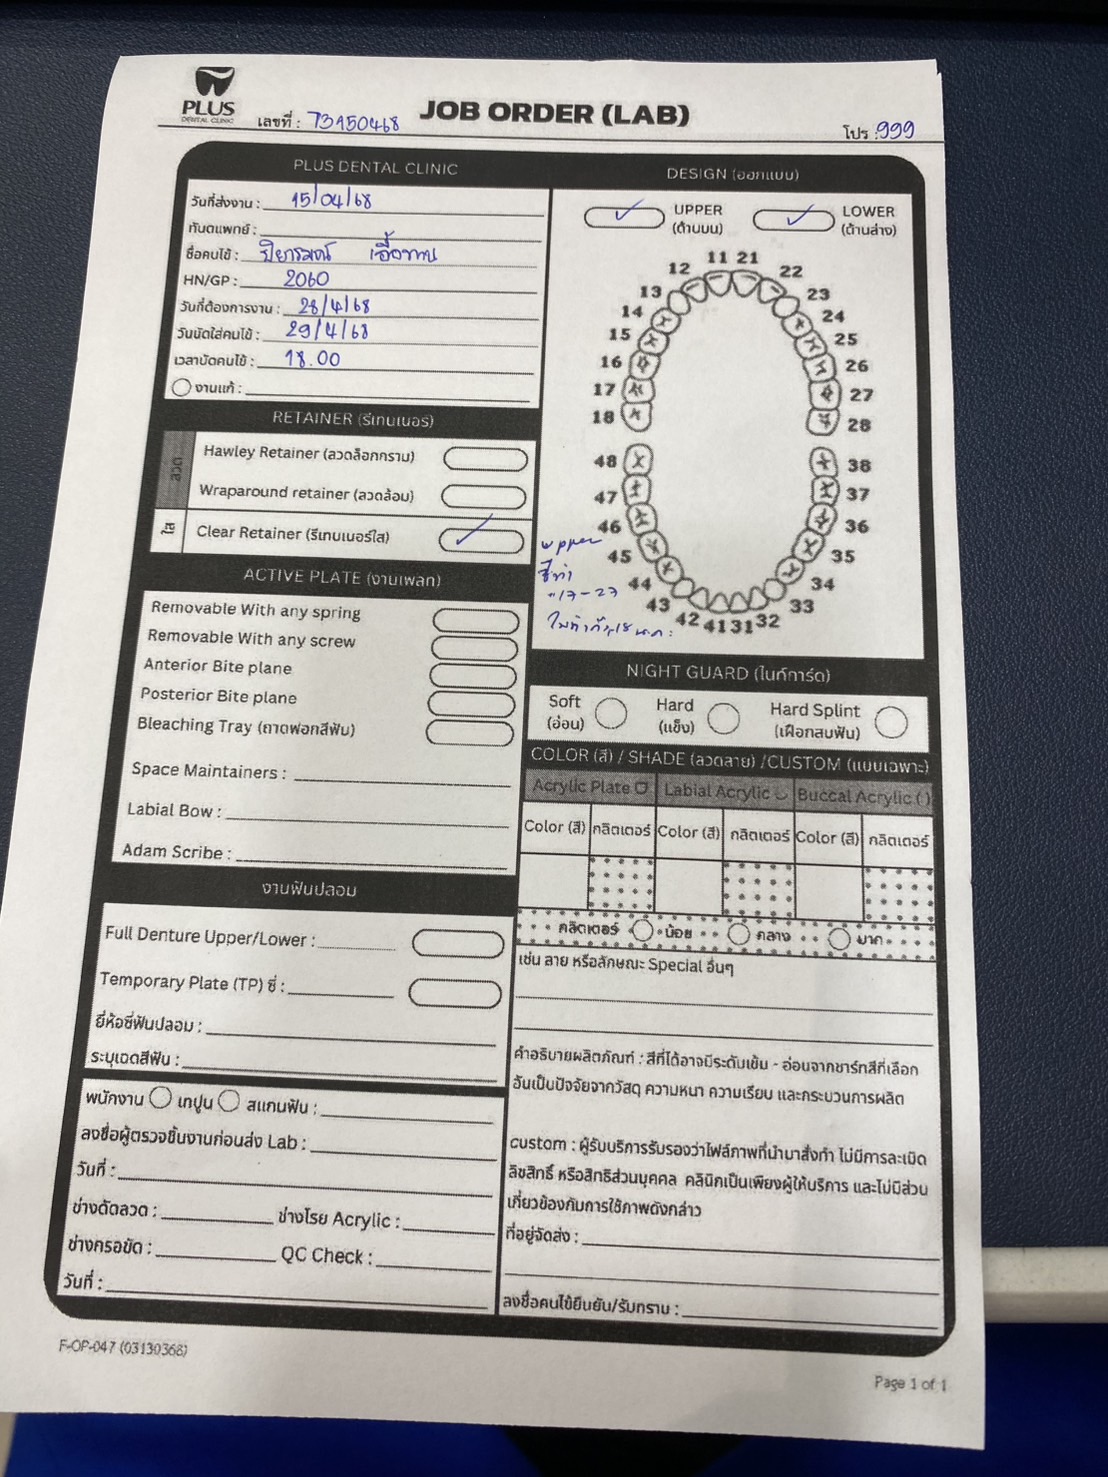 PLUS
DENTAL CLINIC
เลขที่ : 73150468
JOB ORDER (LAB)
โปร :999
PLUS DENTAL CLINIC
วันที่ส่งงาน : 15/04/68
ทันตแพทย์ :
ชื่อคนไข้ : ปิยารมณ์
HN/GP : 2060
วันที่ต้องการงาน : 28/4/68
วันนัดใส่คนไข้ : 29/4/68
เวลานัดคนไข้ : 18.00
งานแก้ :
RETAINER (รีเทนเนอร์)
ลวด
Hawley Retainer (ลวดล็อกกราม)
Wraparound retainer (ลวดล้อม)
ใส
Clear Retainer (รีเทนเนอร์ใส)
ACTIVE PLATE (งานเพลท)
Removable With any spring
Removable With any screw
Anterior Bite plane
Posterior Bite plane
Bleaching Tray (ถาดฟอกสีฟัน)
Space Maintainers :
Labial Bow :
Adam Scribe :
งานฟันปลอม
Full Denture Upper/Lower :
Temporary Plate (TP) ซี่ :
ยี่ห้อซี่ฟันปลอม :
ระบุเฉดสีฟัน :
พนักงาน เทปูน สแกนฟัน :
ลงชื่อผู้ตรวจชิ้นงานก่อนส่ง Lab :
วันที่ :
ช่างดัดลวด : ช่างโรย Acrylic :
ช่างกรอขัด : QC Check :
วันที่ :
DESIGN (ออกแบบ)
UPPER
(ด้านบน)
LOWER
(ด้านล่าง)
11 21
12 22
13 23
14 24
15 25
16 26
17 27
18 28
48 38
47 37
46 36
45 35
44 34
43 33
42 41 31 32
upper
17-27
NIGHT GUARD (ไนท์การ์ด)
Soft
(อ่อน)
Hard
(แข็ง)
Hard Splint
(เฝือกสบฟัน)
COLOR (สี) / SHADE (ลวดลาย) /CUSTOM (แบบเฉพาะ)
Acrylic Plate Labial Acrylic Buccal Acrylic ( )
Color (สี) กลิตเตอร์ Color (สี) กลิตเตอร์ Color (สี) กลิตเตอร์
กลิตเตอร์ น้อย กลาง มาก
เช่น ลาย หรือลักษณะ Special อื่นๆ
คำอธิบายผลิตภัณฑ์ : สีที่ได้อาจมีระดับเข้ม - อ่อนจากชาร์ทสีที่เลือก
อันเป็นปัจจัยจากวัสดุ ความหนา ความเรียบ และกระบวนการผลิต
custom : ผู้รับบริการรับรองว่าไฟล์ภาพที่นำมาสั่งทำ ไม่มีการละเมิด
ลิขสิทธิ์ หรือสิทธิส่วนบุคคล คลินิกเป็นเพียงผู้ให้บริการ และไม่มีส่วน
เกี่ยวข้องกับการใช้ภาพดังกล่าว
ที่อยู่จัดส่ง :
ลงชื่อคนไข้ยืนยัน/รับทราบ :
F-OP-047 (03130368)
Page 1 of 1